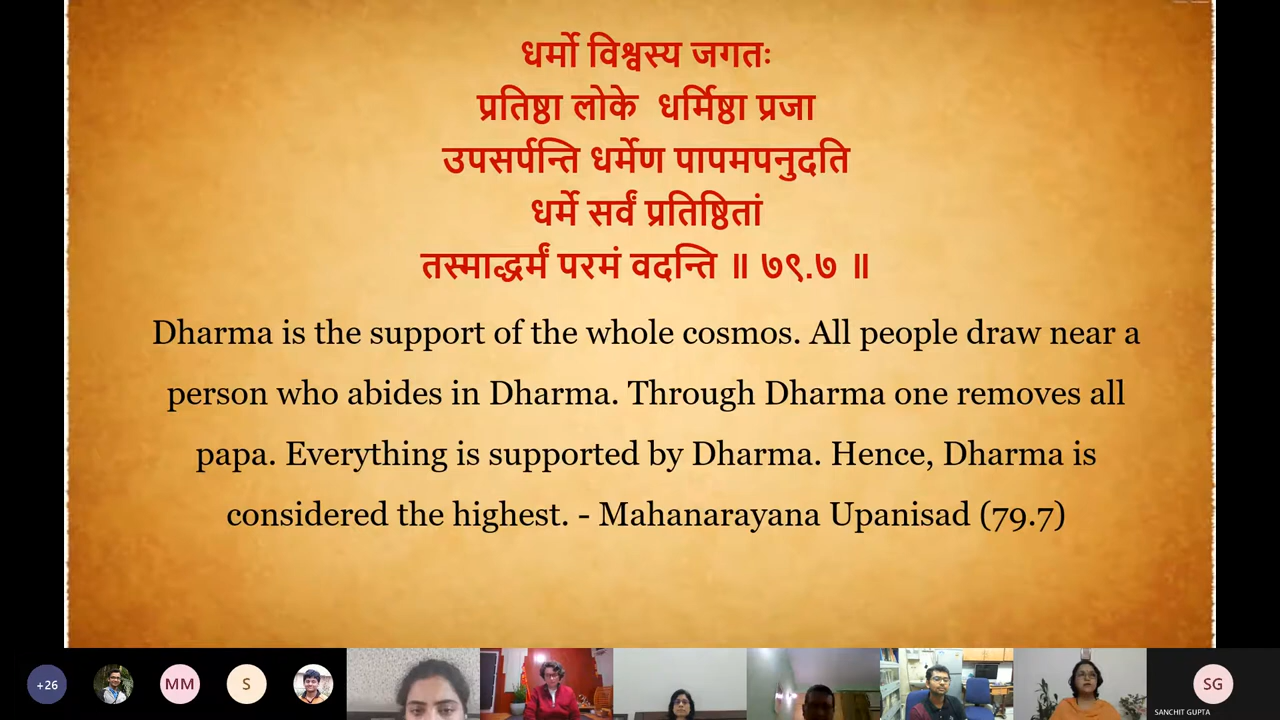 धर्मो विश्वस्य जगतः
प्रतिष्ठा लोके धर्मिष्ठा प्रजा
उपसर्पन्ति धर्मेण पापमपनुदति
धर्मे सर्वं प्रतिष्ठितां
तस्माद्धर्मं परमं वदन्ति ॥ ७९.७ ॥
Dharma is the support of the whole cosmos. All people draw near a
person who abides in Dharma. Through Dharma one removes all
papa. Everything is supported by Dharma. Hence, Dharma is
considered the highest. - Mahanarayana Upanisad (79.7)
+26
MM
S
SG
SANCHIT GUPTA